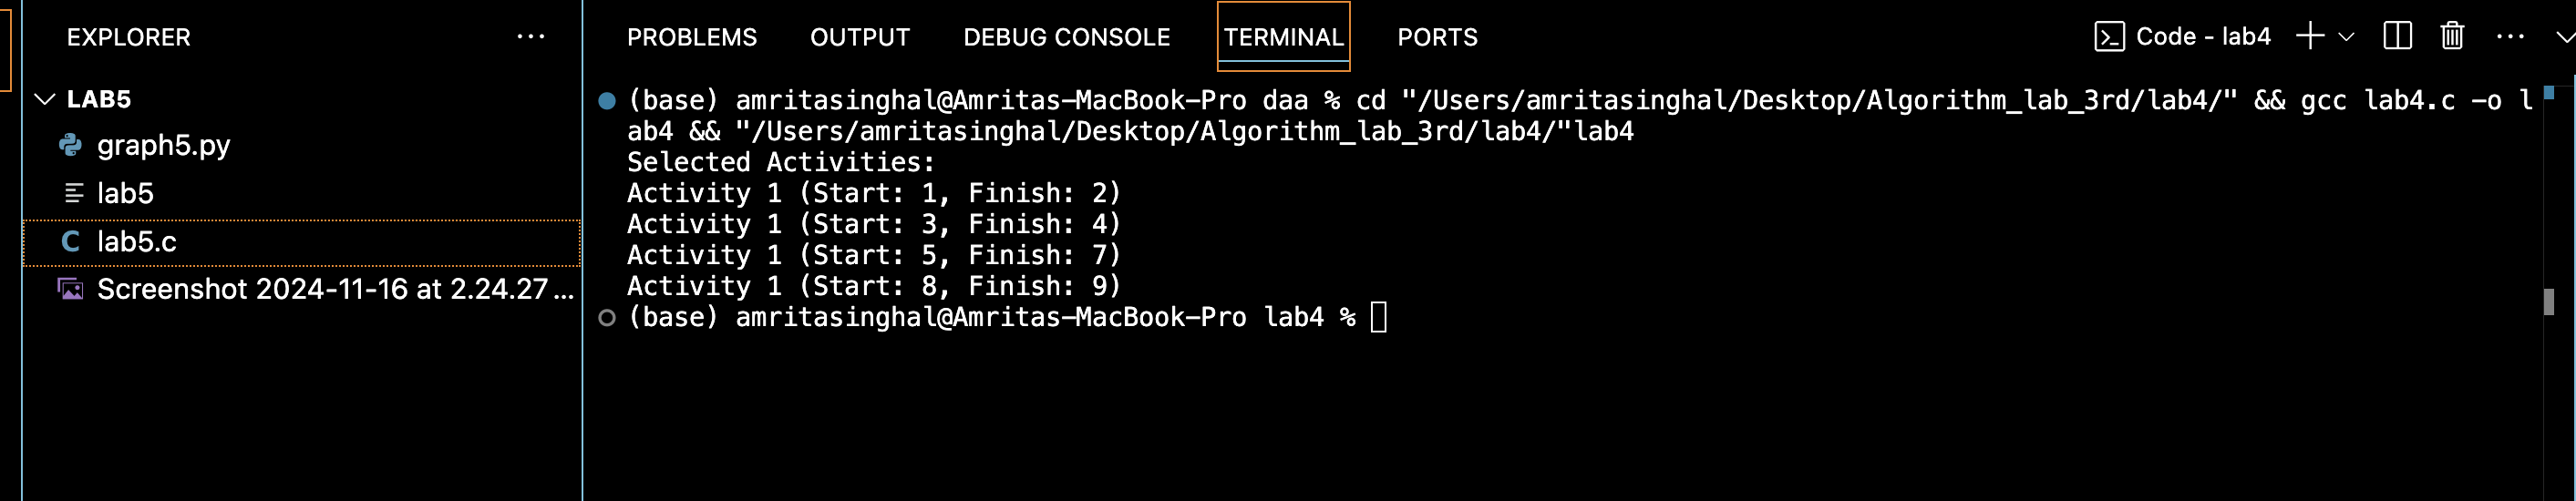 EXPLORER
LAB5
graph5.py
lab5
C lab5.c
Screenshot 2024-11-16 at 2.24.27...
PROBLEMS OUTPUT DEBUG CONSOLE TERMINAL PORTS
Code - lab4
(base) amritasinghal@Amritas-MacBook-Pro daa % cd "/Users/amritasinghal/Desktop/Algorithm_lab_3rd/lab4/" && gcc lab4.c -o l
ab4 && "/Users/amritasinghal/Desktop/Algorithm_lab_3rd/lab4/"lab4
Selected Activities:
Activity 1 (Start: 1, Finish: 2)
Activity 1 (Start: 3, Finish: 4)
Activity 1 (Start: 5, Finish: 7)
Activity 1 (Start: 8, Finish: 9)
(base) amritasinghal@Amritas-MacBook-Pro lab4 %